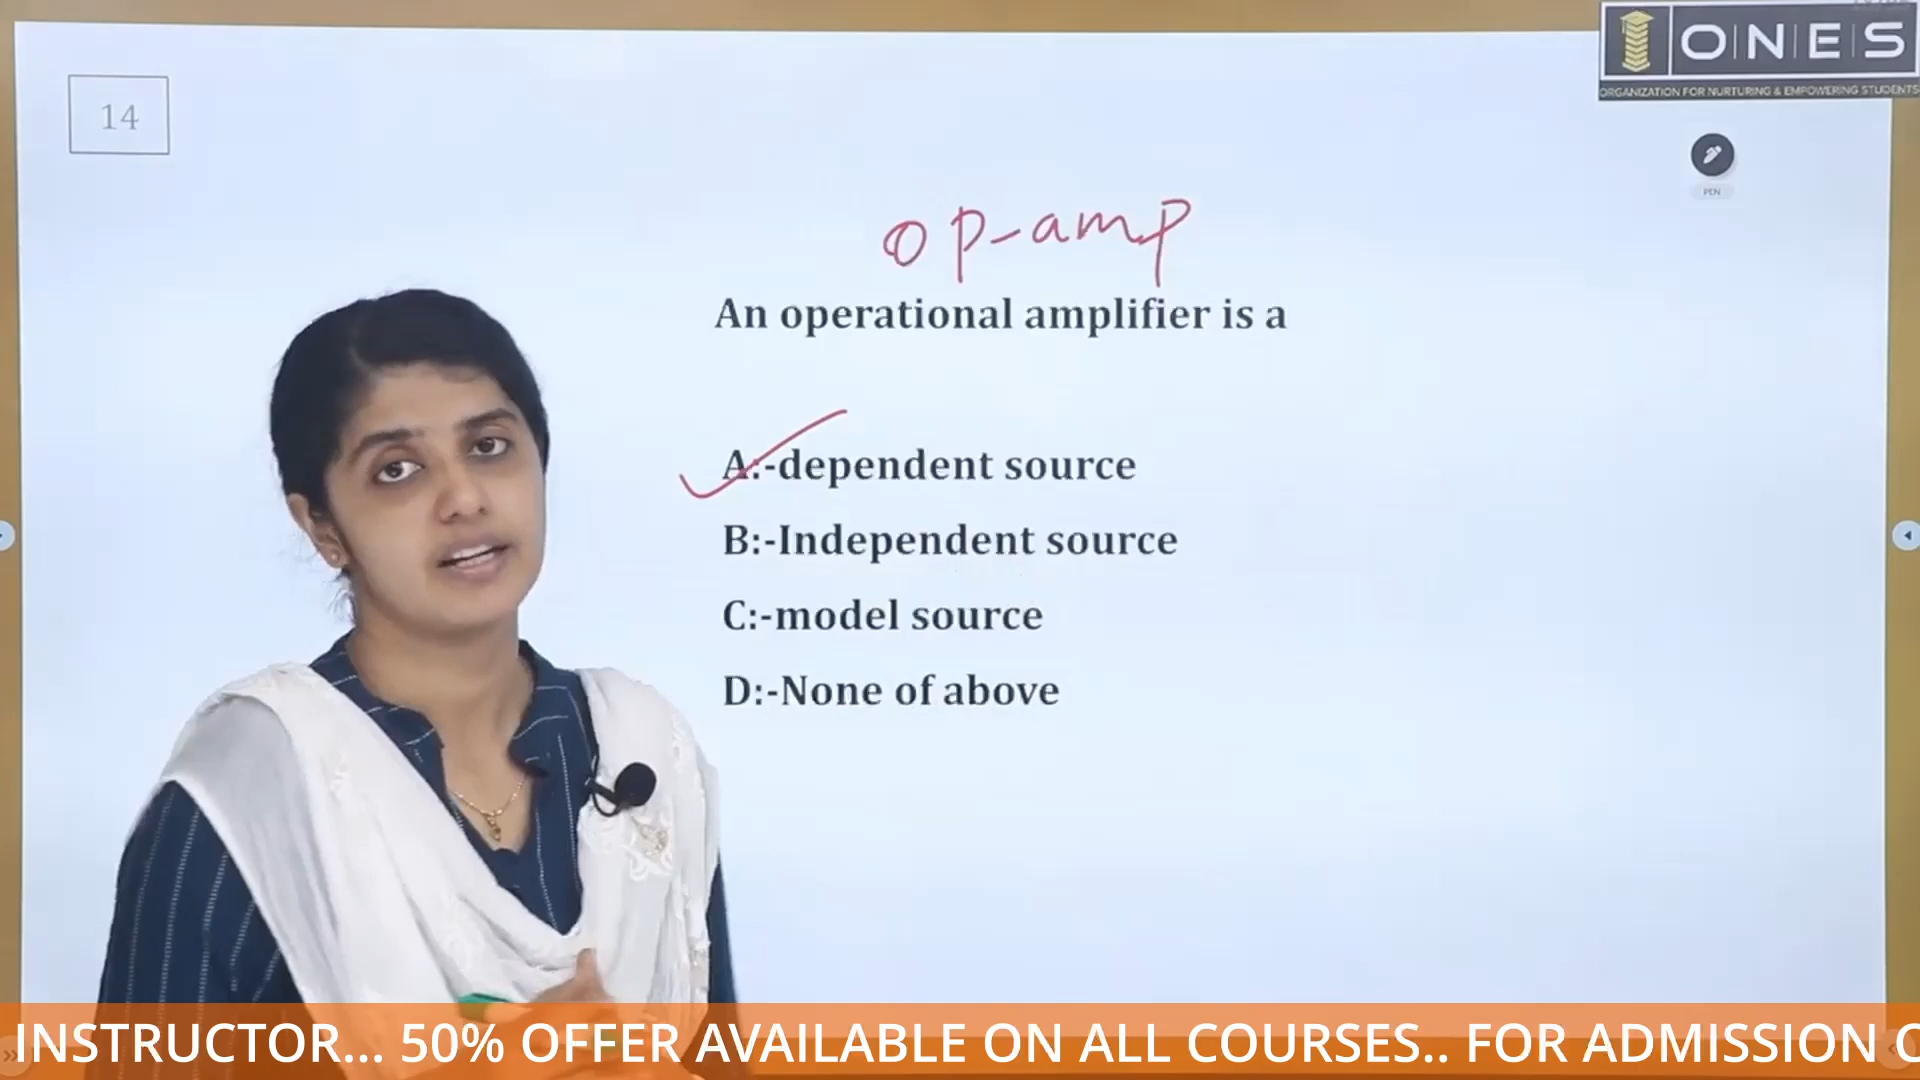 14
O|N|E|S
ORGANIZATION FOR NURTURING & EMPOWERING STUDENTS
PEN
op-amp
An operational amplifier is a
A:-dependent source
B:-Independent source
C:-model source
D:-None of above
INSTRUCTOR... 50% OFFER AVAILABLE ON ALL COURSES.. FOR ADMISSION